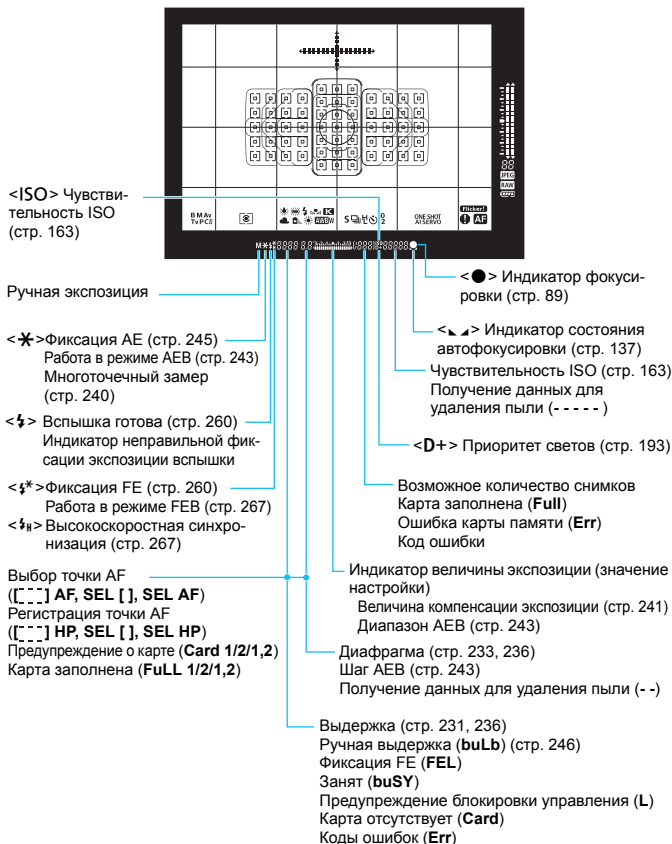 88
JPEG
RAW
B M Av
Tv P C
AWB W
S
2
ONE SHOT
AI SERVO
Flicker!
AF
M
<ISO> Чувстви-
тельность ISO
(стр. 163)
Ручная экспозиция
<✱>Фиксация AE (стр. 245)
Работа в режиме AEB (стр. 243)
Многоточечный замер
(стр. 240)
<⚡> Вспышка готова (стр. 260)
Индикатор неправильной фик-
сации экспозиции вспышки
<⚡*>Фиксация FE (стр. 260)
Работа в режиме FEB (стр. 267)
<⚡H> Высокоскоростная синхро-
низация (стр. 267)
Выбор точки AF
([---] AF, SEL [ ], SEL AF)
Регистрация точки AF
([---] HP, SEL [ ], SEL HP)
Предупреждение о карте (Card 1/2/1,2)
Карта заполнена (FuLL 1/2/1,2)
<●> Индикатор фокуси-
ровки (стр. 89)
<◣ ◢> Индикатор состояния
автофокусировки (стр. 137)
Чувствительность ISO (стр. 163)
Получение данных для
удаления пыли (- - - - -)
<D+> Приоритет светов (стр. 193)
Возможное количество снимков
Карта заполнена (Full)
Ошибка карты памяти (Err)
Код ошибки
Индикатор величины экспозиции (значение
настройки)
Величина компенсации экспозиции (стр. 241)
Диапазон AEB (стр. 243)
Диафрагма (стр. 233, 236)
Шаг AEB (стр. 243)
Получение данных для удаления пыли (- -)
Выдержка (стр. 231, 236)
Ручная выдержка (buLb) (стр. 246)
Фиксация FE (FEL)
Занят (buSY)
Предупреждение блокировки управления (L)
Карта отсутствует (Card)
Коды ошибок (Err)